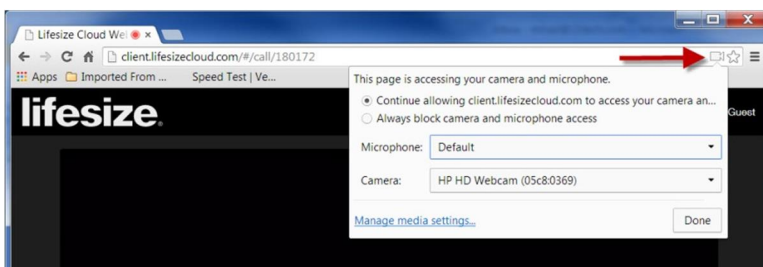 Lifesize Cloud We
client.lifesizecloud.com/#/call/180172
Apps Imported From ... Speed Test | Ve...
This page is accessing your camera and microphone.
Continue allowing client.lifesizecloud.com to access your camera an...
Always block camera and microphone access
lifesize.
Guest
Microphone: Default
Camera: HP HD Webcam (05c8:0369)
Manage media settings...
Done